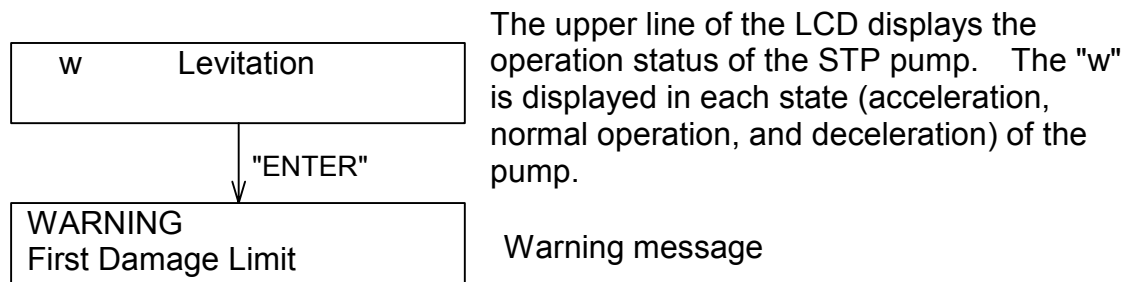 w Levitation
"ENTER"
WARNING
First Damage Limit
The upper line of the LCD displays the
operation status of the STP pump. The "w"
is displayed in each state (acceleration,
normal operation, and deceleration) of the
pump.
Warning message